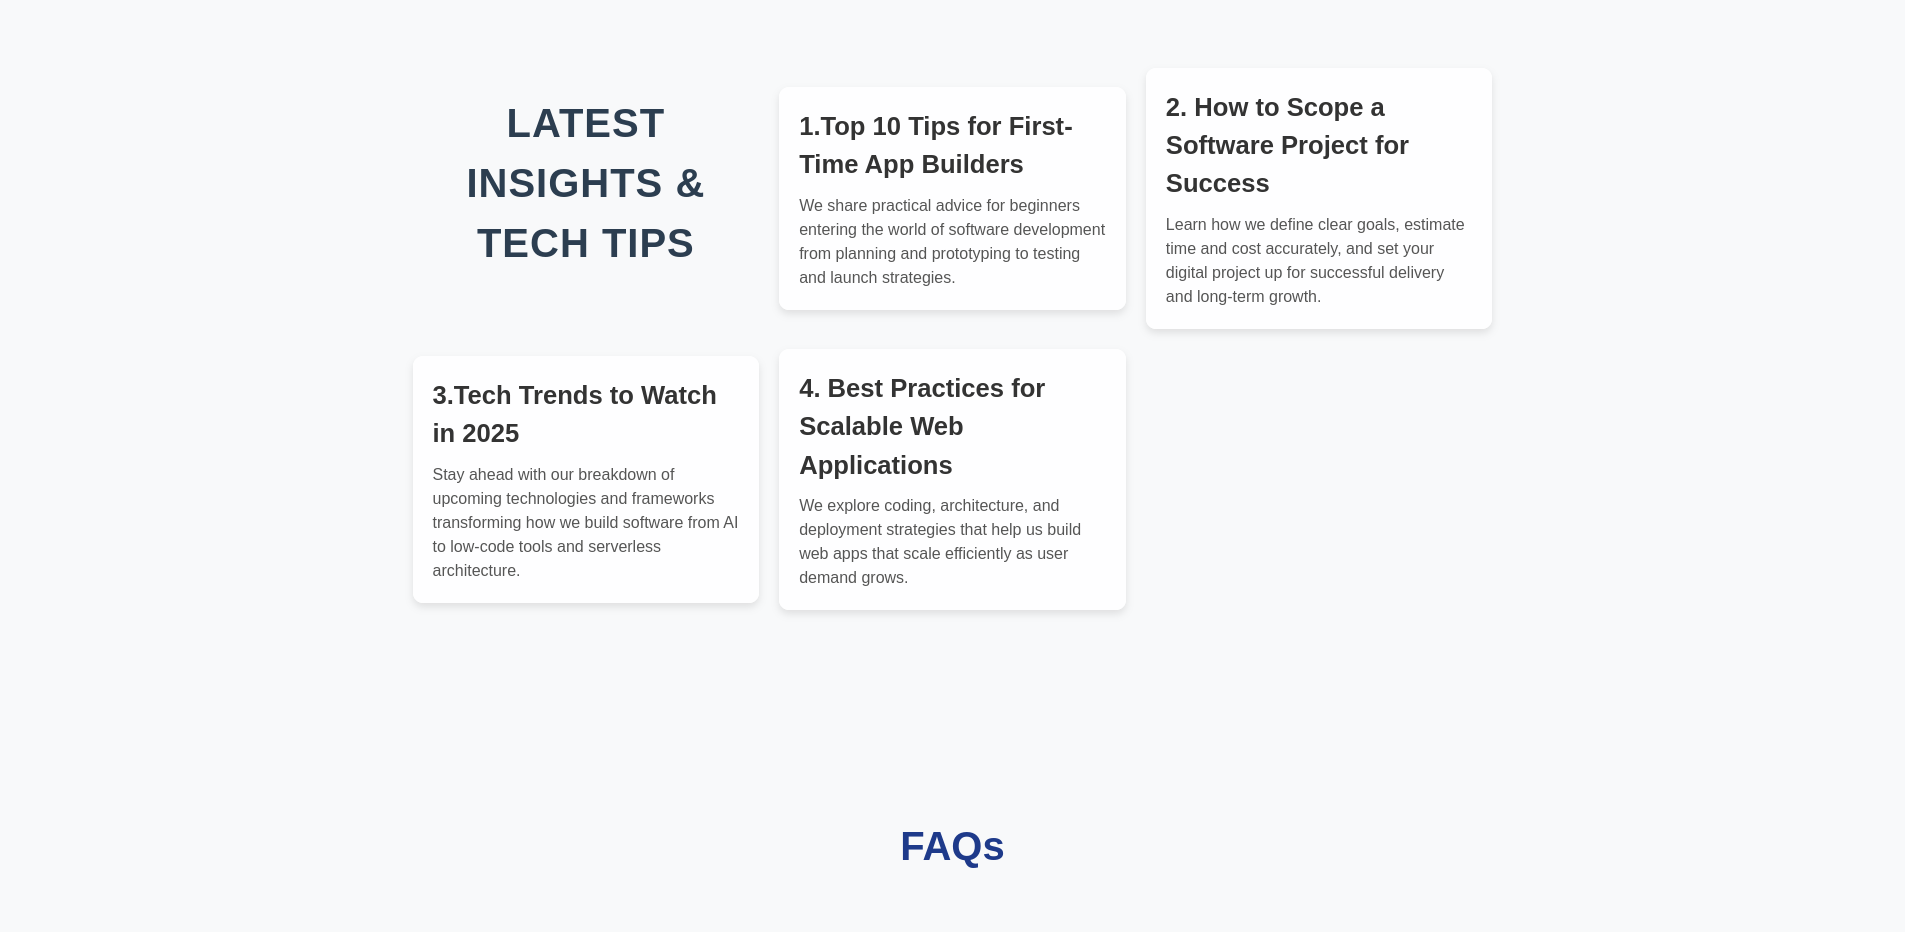 LATEST
INSIGHTS &
TECH TIPS
1.Top 10 Tips for First-
Time App Builders
We share practical advice for beginners
entering the world of software development
from planning and prototyping to testing
and launch strategies.
2. How to Scope a
Software Project for
Success
Learn how we define clear goals, estimate
time and cost accurately, and set your
digital project up for successful delivery
and long-term growth.
3.Tech Trends to Watch
in 2025
Stay ahead with our breakdown of
upcoming technologies and frameworks
transforming how we build software from AI
to low-code tools and serverless
architecture.
4. Best Practices for
Scalable Web
Applications
We explore coding, architecture, and
deployment strategies that help us build
web apps that scale efficiently as user
demand grows.
FAQs